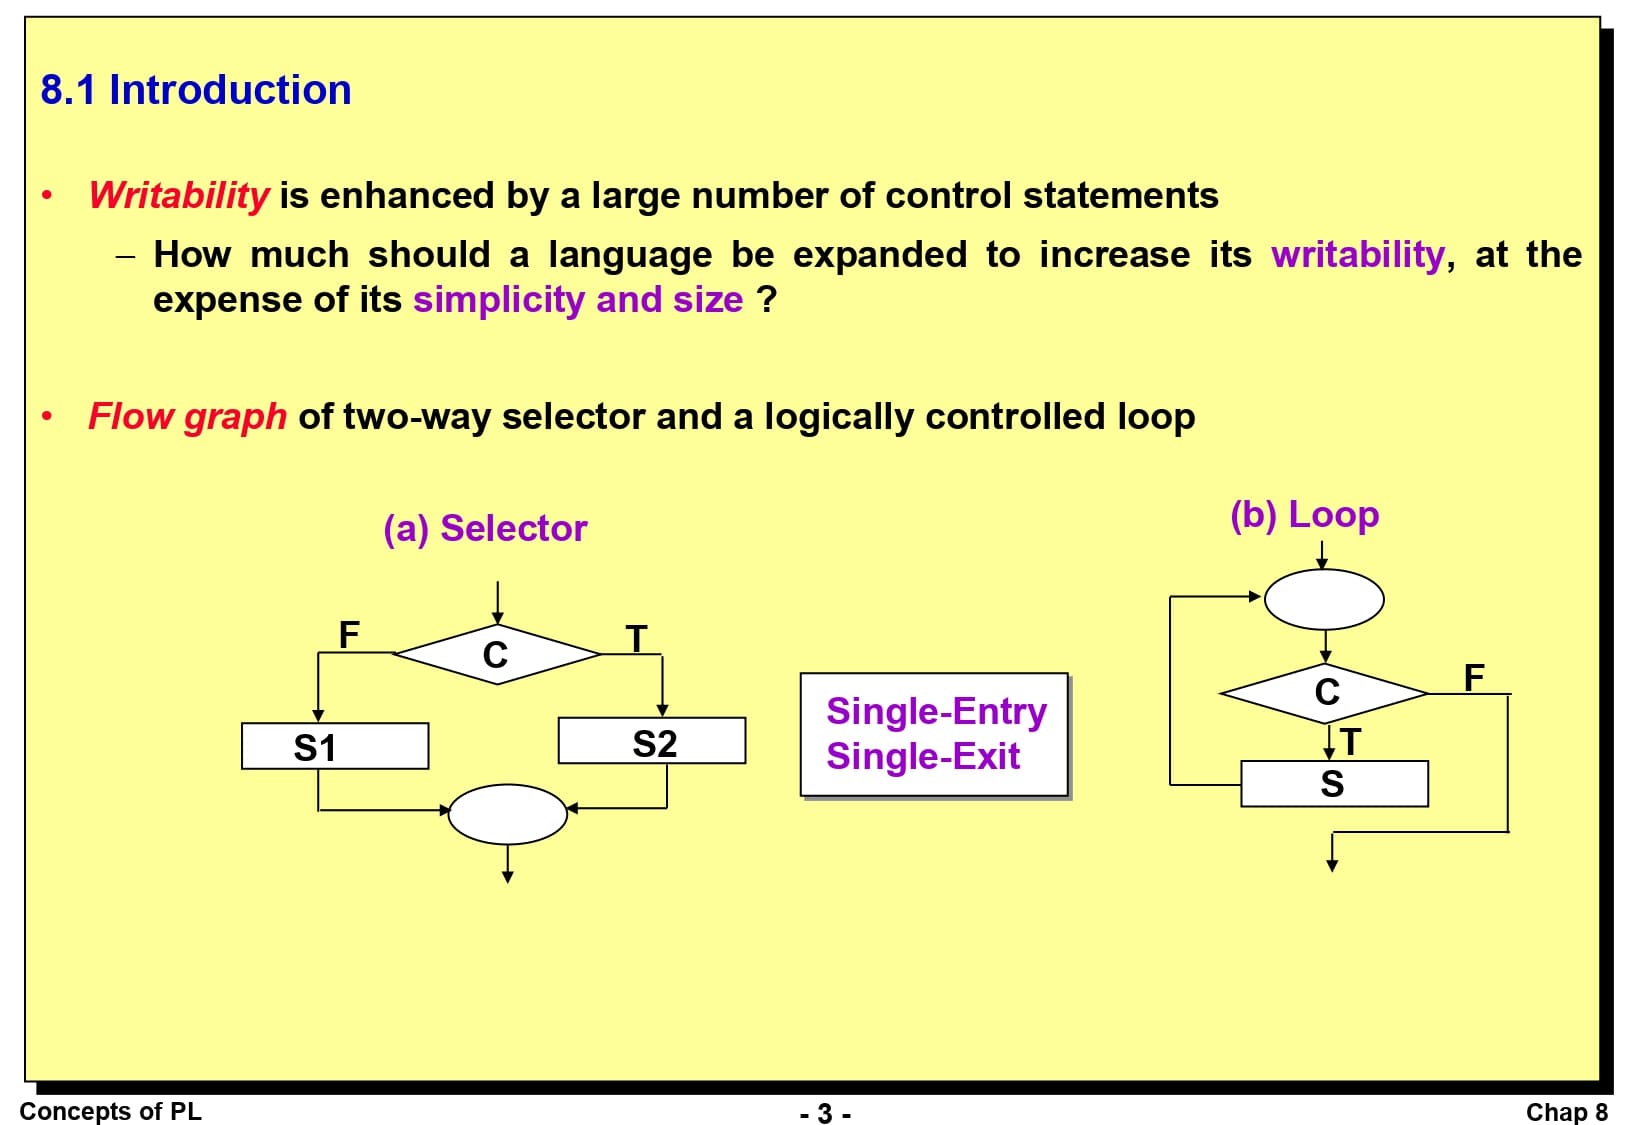 8.1 Introduction
• Writability is enhanced by a large number of control statements
– How much should a language be expanded to increase its writability, at the
expense of its simplicity and size ?
• Flow graph of two-way selector and a logically controlled loop
(a) Selector
F
C
T
S1
S2
Single-Entry
Single-Exit
(b) Loop
C
F
T
S
Concepts of PL
- 3 -
Chap 8